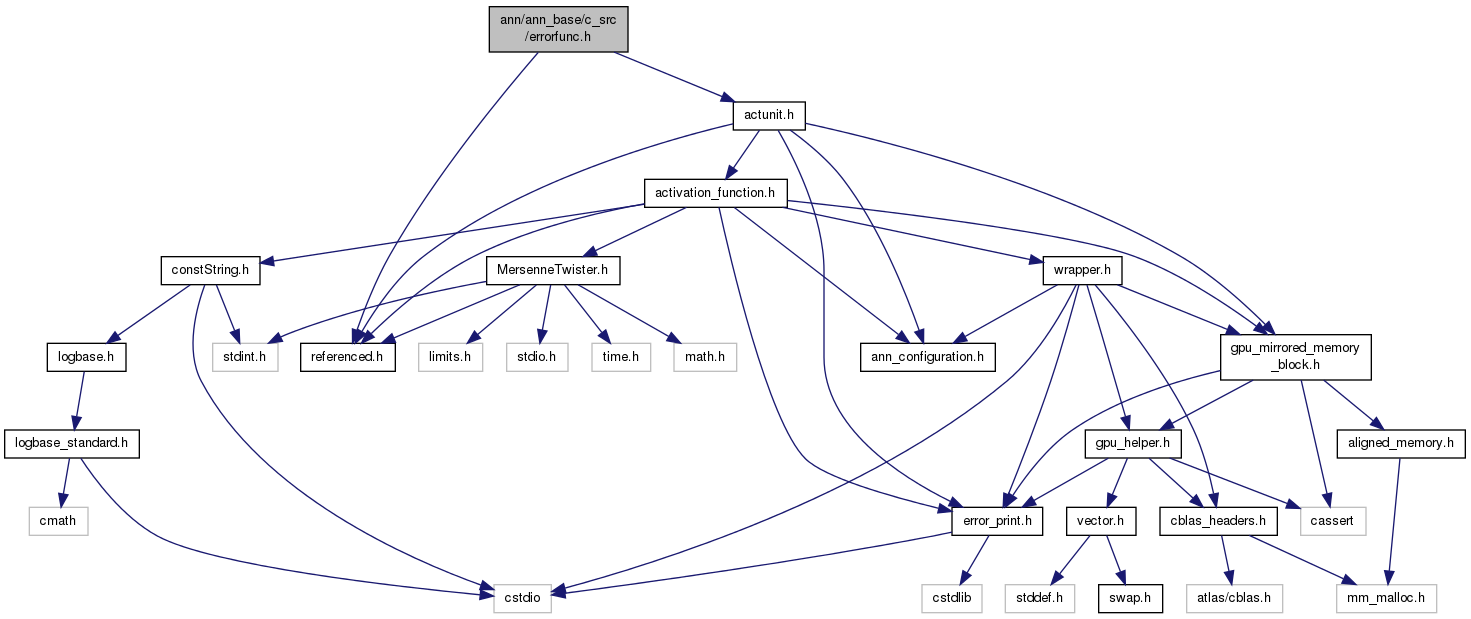 ann/ann_base/c_src
/errorfunc.h
actunit.h
activation_function.h
constString.h
MersenneTwister.h
wrapper.h
logbase.h
stdint.h
referenced.h
limits.h
stdio.h
time.h
math.h
ann_configuration.h
gpu_mirrored_memory
_block.h
logbase_standard.h
gpu_helper.h
aligned_memory.h
cmath
error_print.h
vector.h
cblas_headers.h
cassert
cstdio
cstdlib
stddef.h
swap.h
atlas/cblas.h
mm_malloc.h